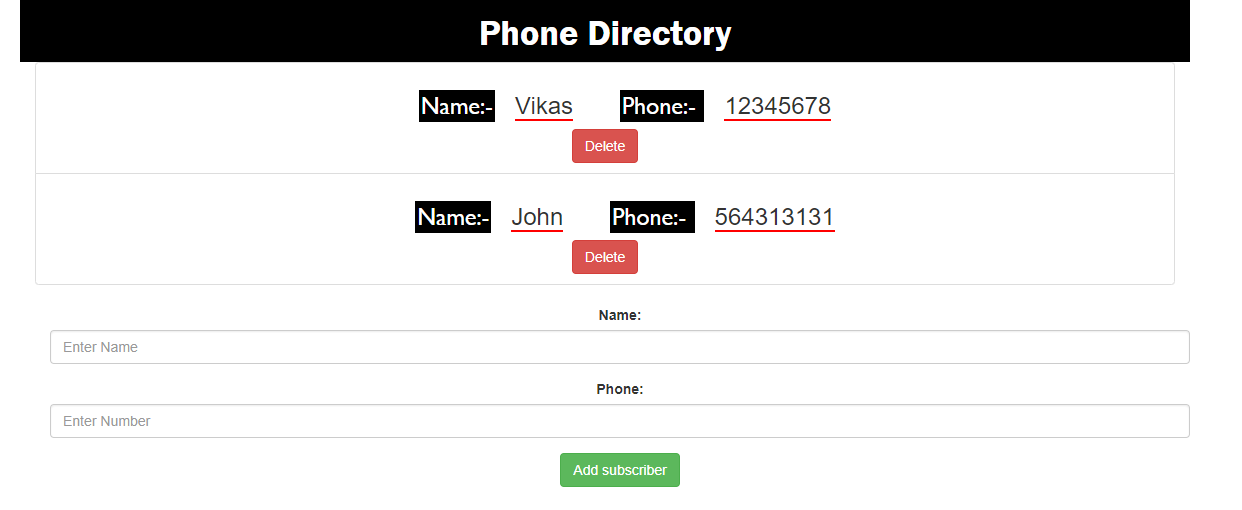 Phone Directory
Name:- Vikas Phone:- 12345678
Delete
Name:- John Phone:- 564313131
Delete
Name:
Enter Name
Phone:
Enter Number
Add subscriber